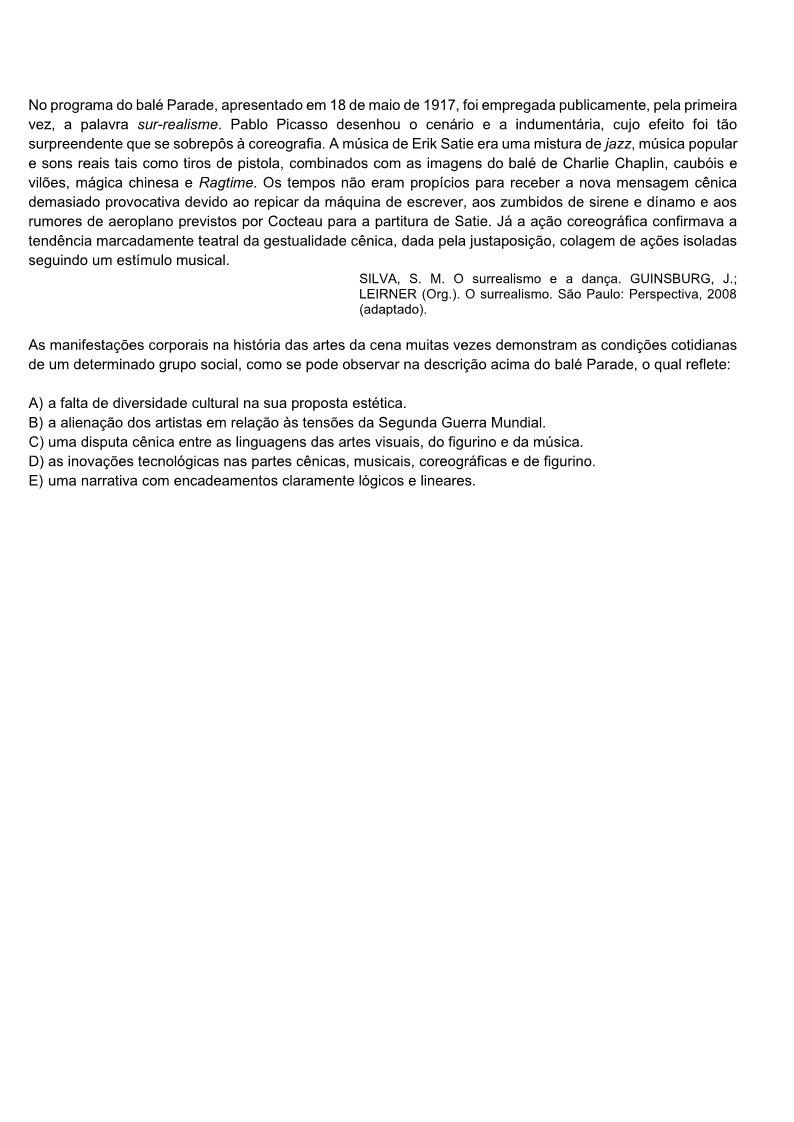 No programa do balé Parade, apresentado em 18 de maio de 1917, foi empregada publicamente, pela primeira
vez, a palavra sur-realisme. Pablo Picasso desenhou o cenário e a indumentária, cujo efeito foi tão
surpreendente que se sobrepôs à coreografia. A música de Erik Satie era uma mistura de jazz, música popular
e sons reais tais como tiros de pistola, combinados com as imagens do balé de Charlie Chaplin, caubóis e
vilões, mágica chinesa e Ragtime. Os tempos não eram propícios para receber a nova mensagem cênica
demasiado provocativa devido ao repicar da máquina de escrever, aos zumbidos de sirene e dínamo e aos
rumores de aeroplano previstos por Cocteau para a partitura de Satie. Já a ação coreográfica confirmava a
tendência marcadamente teatral da gestualidade cênica, dada pela justaposição, colagem de ações isoladas
seguindo um estímulo musical.
SILVA, S. M. O surrealismo e a dança. GUINSBURG, J.;
LEIRNER (Org.). O surrealismo. São Paulo: Perspectiva, 2008
(adaptado).
As manifestações corporais na história das artes da cena muitas vezes demonstram as condições cotidianas
de um determinado grupo social, como se pode observar na descrição acima do balé Parade, o qual reflete:
A) a falta de diversidade cultural na sua proposta estética.
B) a alienação dos artistas em relação às tensões da Segunda Guerra Mundial.
C) uma disputa cênica entre as linguagens das artes visuais, do figurino e da música.
D) as inovações tecnológicas nas partes cênicas, musicais, coreográficas e de figurino.
E) uma narrativa com encadeamentos claramente lógicos e lineares.